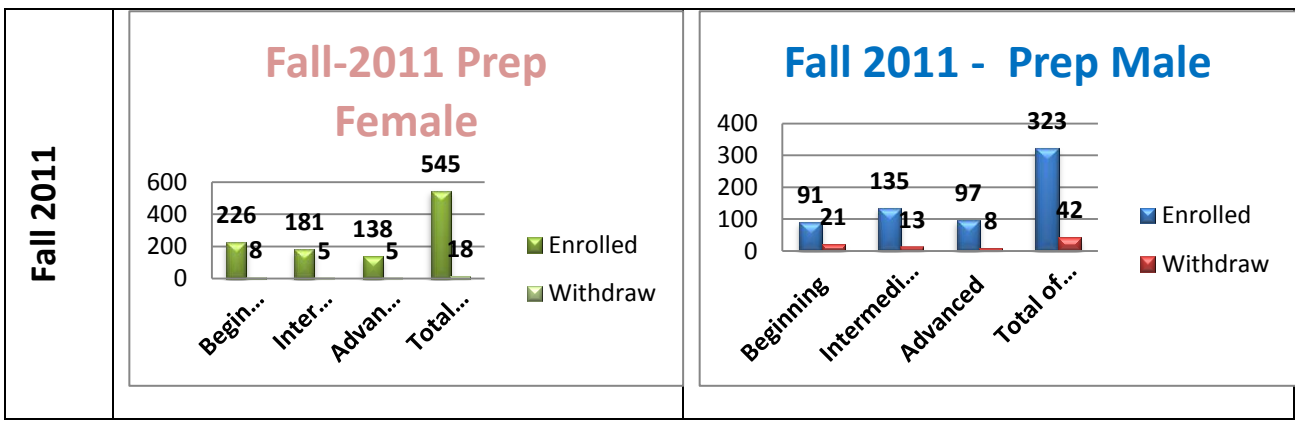 Fall 2011
Fall-2011 Prep
Female
545
600
400
200
0
226
8
181
5
138
5
18
Begin...
Inter...
Advan...
Total...
Enrolled
Withdraw
Fall 2011 - Prep Male
400
300
200
100
0
91
21
135
13
97
8
323
42
Beginning
Intermedi...
Advanced
Total of...
Enrolled
Withdraw